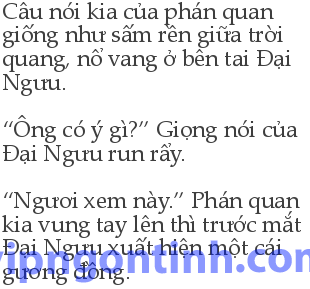 Câu nói kia của phán quan
giống như sấm rền giữa trời
quang, nổ vang ở bên tai Đại
Ngưu.
“Ông có ý gì?” Giọng nói của
Đại Ngưu run rẩy.
“Ngươi xem này.” Phán quan
kia vung tay lên thì trước mắt
Đại Ngưu xuất hiện một cái
gương đồng.
vipngontinh.com